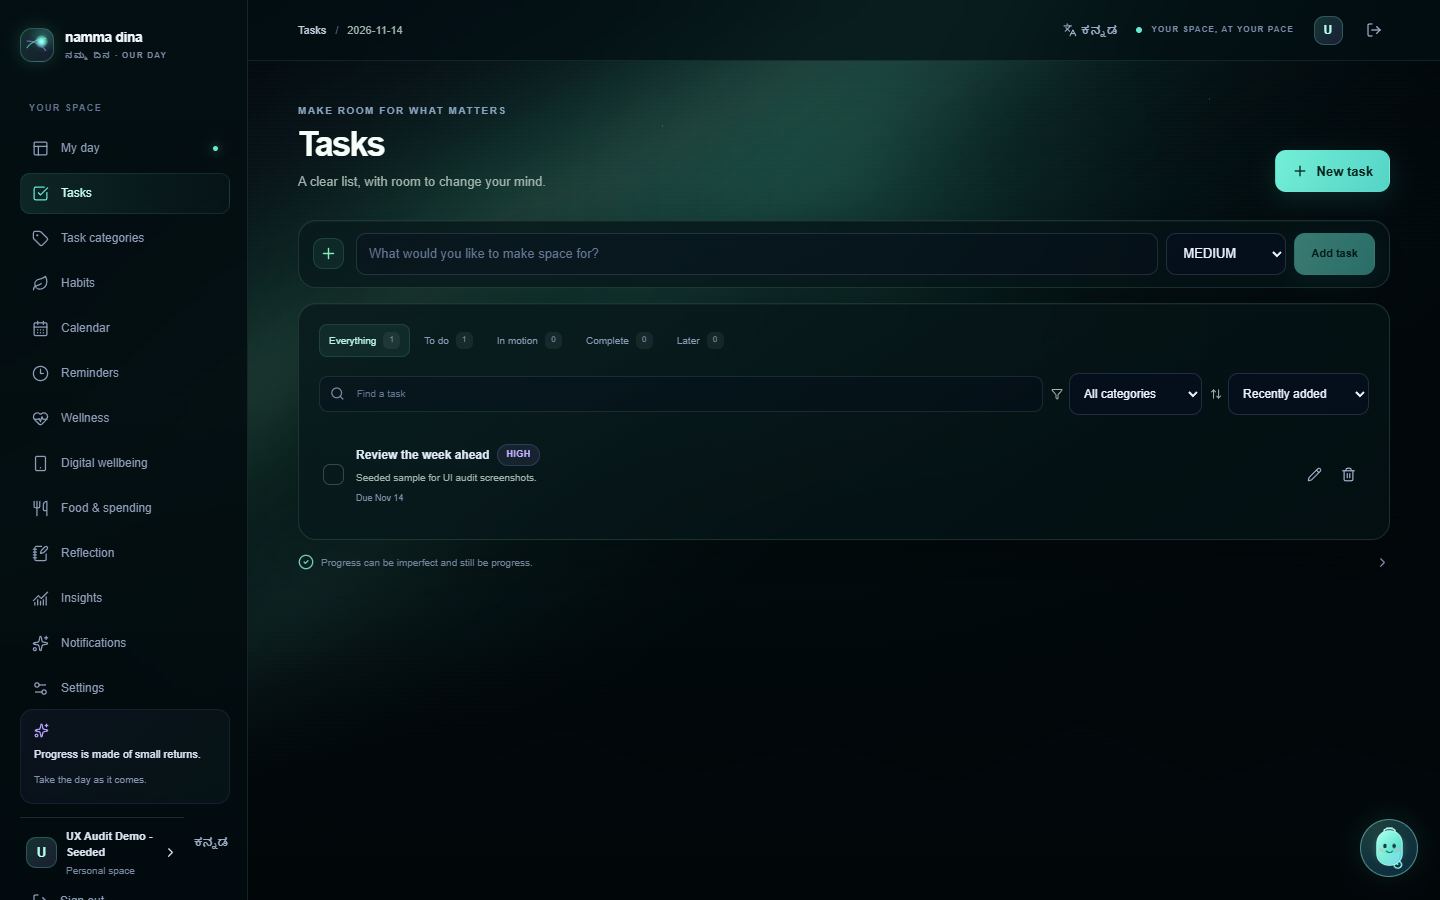 namma dina
ನಮ್ಮ ದಿನ · OUR DAY
YOUR SPACE
My day
Tasks
Task categories
Habits
Calendar
Reminders
Wellness
Digital wellbeing
Food & spending
Reflection
Insights
Notifications
Settings
Progress is made of small returns.
Take the day as it comes.
U
UX Audit Demo -
Seeded
Personal space
ಕನ್ನಡ
Sign out
Tasks / 2026-11-14
ಕನ್ನಡ
YOUR SPACE, AT YOUR PACE
U
MAKE ROOM FOR WHAT MATTERS
Tasks
A clear list, with room to change your mind.
New task
What would you like to make space for?
MEDIUM
Add task
Everything 1
To do 1
In motion 0
Complete 0
Later 0
Find a task
All categories
Recently added
Review the week ahead HIGH
Seeded sample for UI audit screenshots.
Due Nov 14
Progress can be imperfect and still be progress.